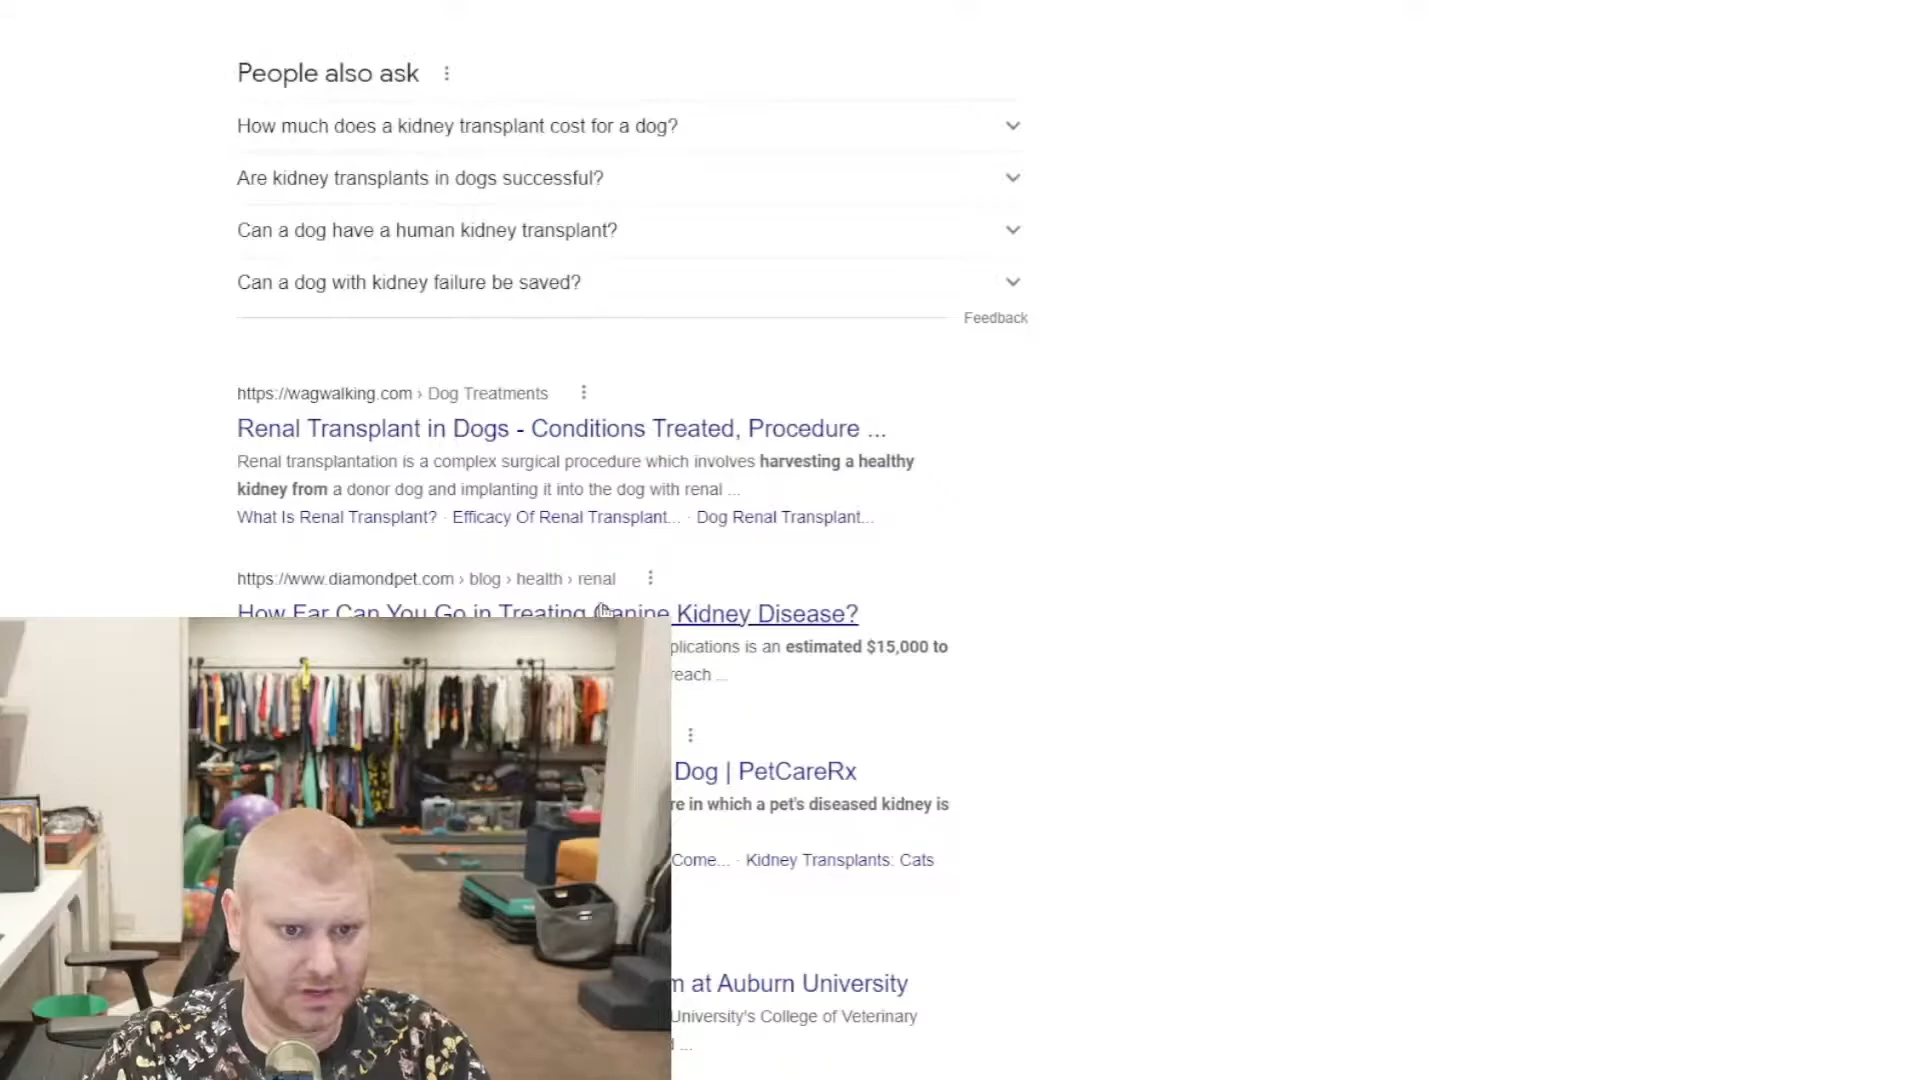 People also ask
How much does a kidney transplant cost for a dog?
Are kidney transplants in dogs successful?
Can a dog have a human kidney transplant?
Can a dog with kidney failure be saved?
Feedback
https://wagwalking.com › Dog Treatments
Renal Transplant in Dogs - Conditions Treated, Procedure ...
Renal transplantation is a complex surgical procedure which involves harvesting a healthy
kidney from a donor dog and implanting it into the dog with renal ...
What Is Renal Transplant? · Efficacy Of Renal Transplant... · Dog Renal Transplant...
https://www.diamondpet.com › blog › health › renal
How Far Can You Go in Treating Canine Kidney Disease?
plications is an estimated $15,000 to
reach ...
Dog | PetCareRx
re in which a pet's diseased kidney is
Come... · Kidney Transplants: Cats
m at Auburn University
University's College of Veterinary
...